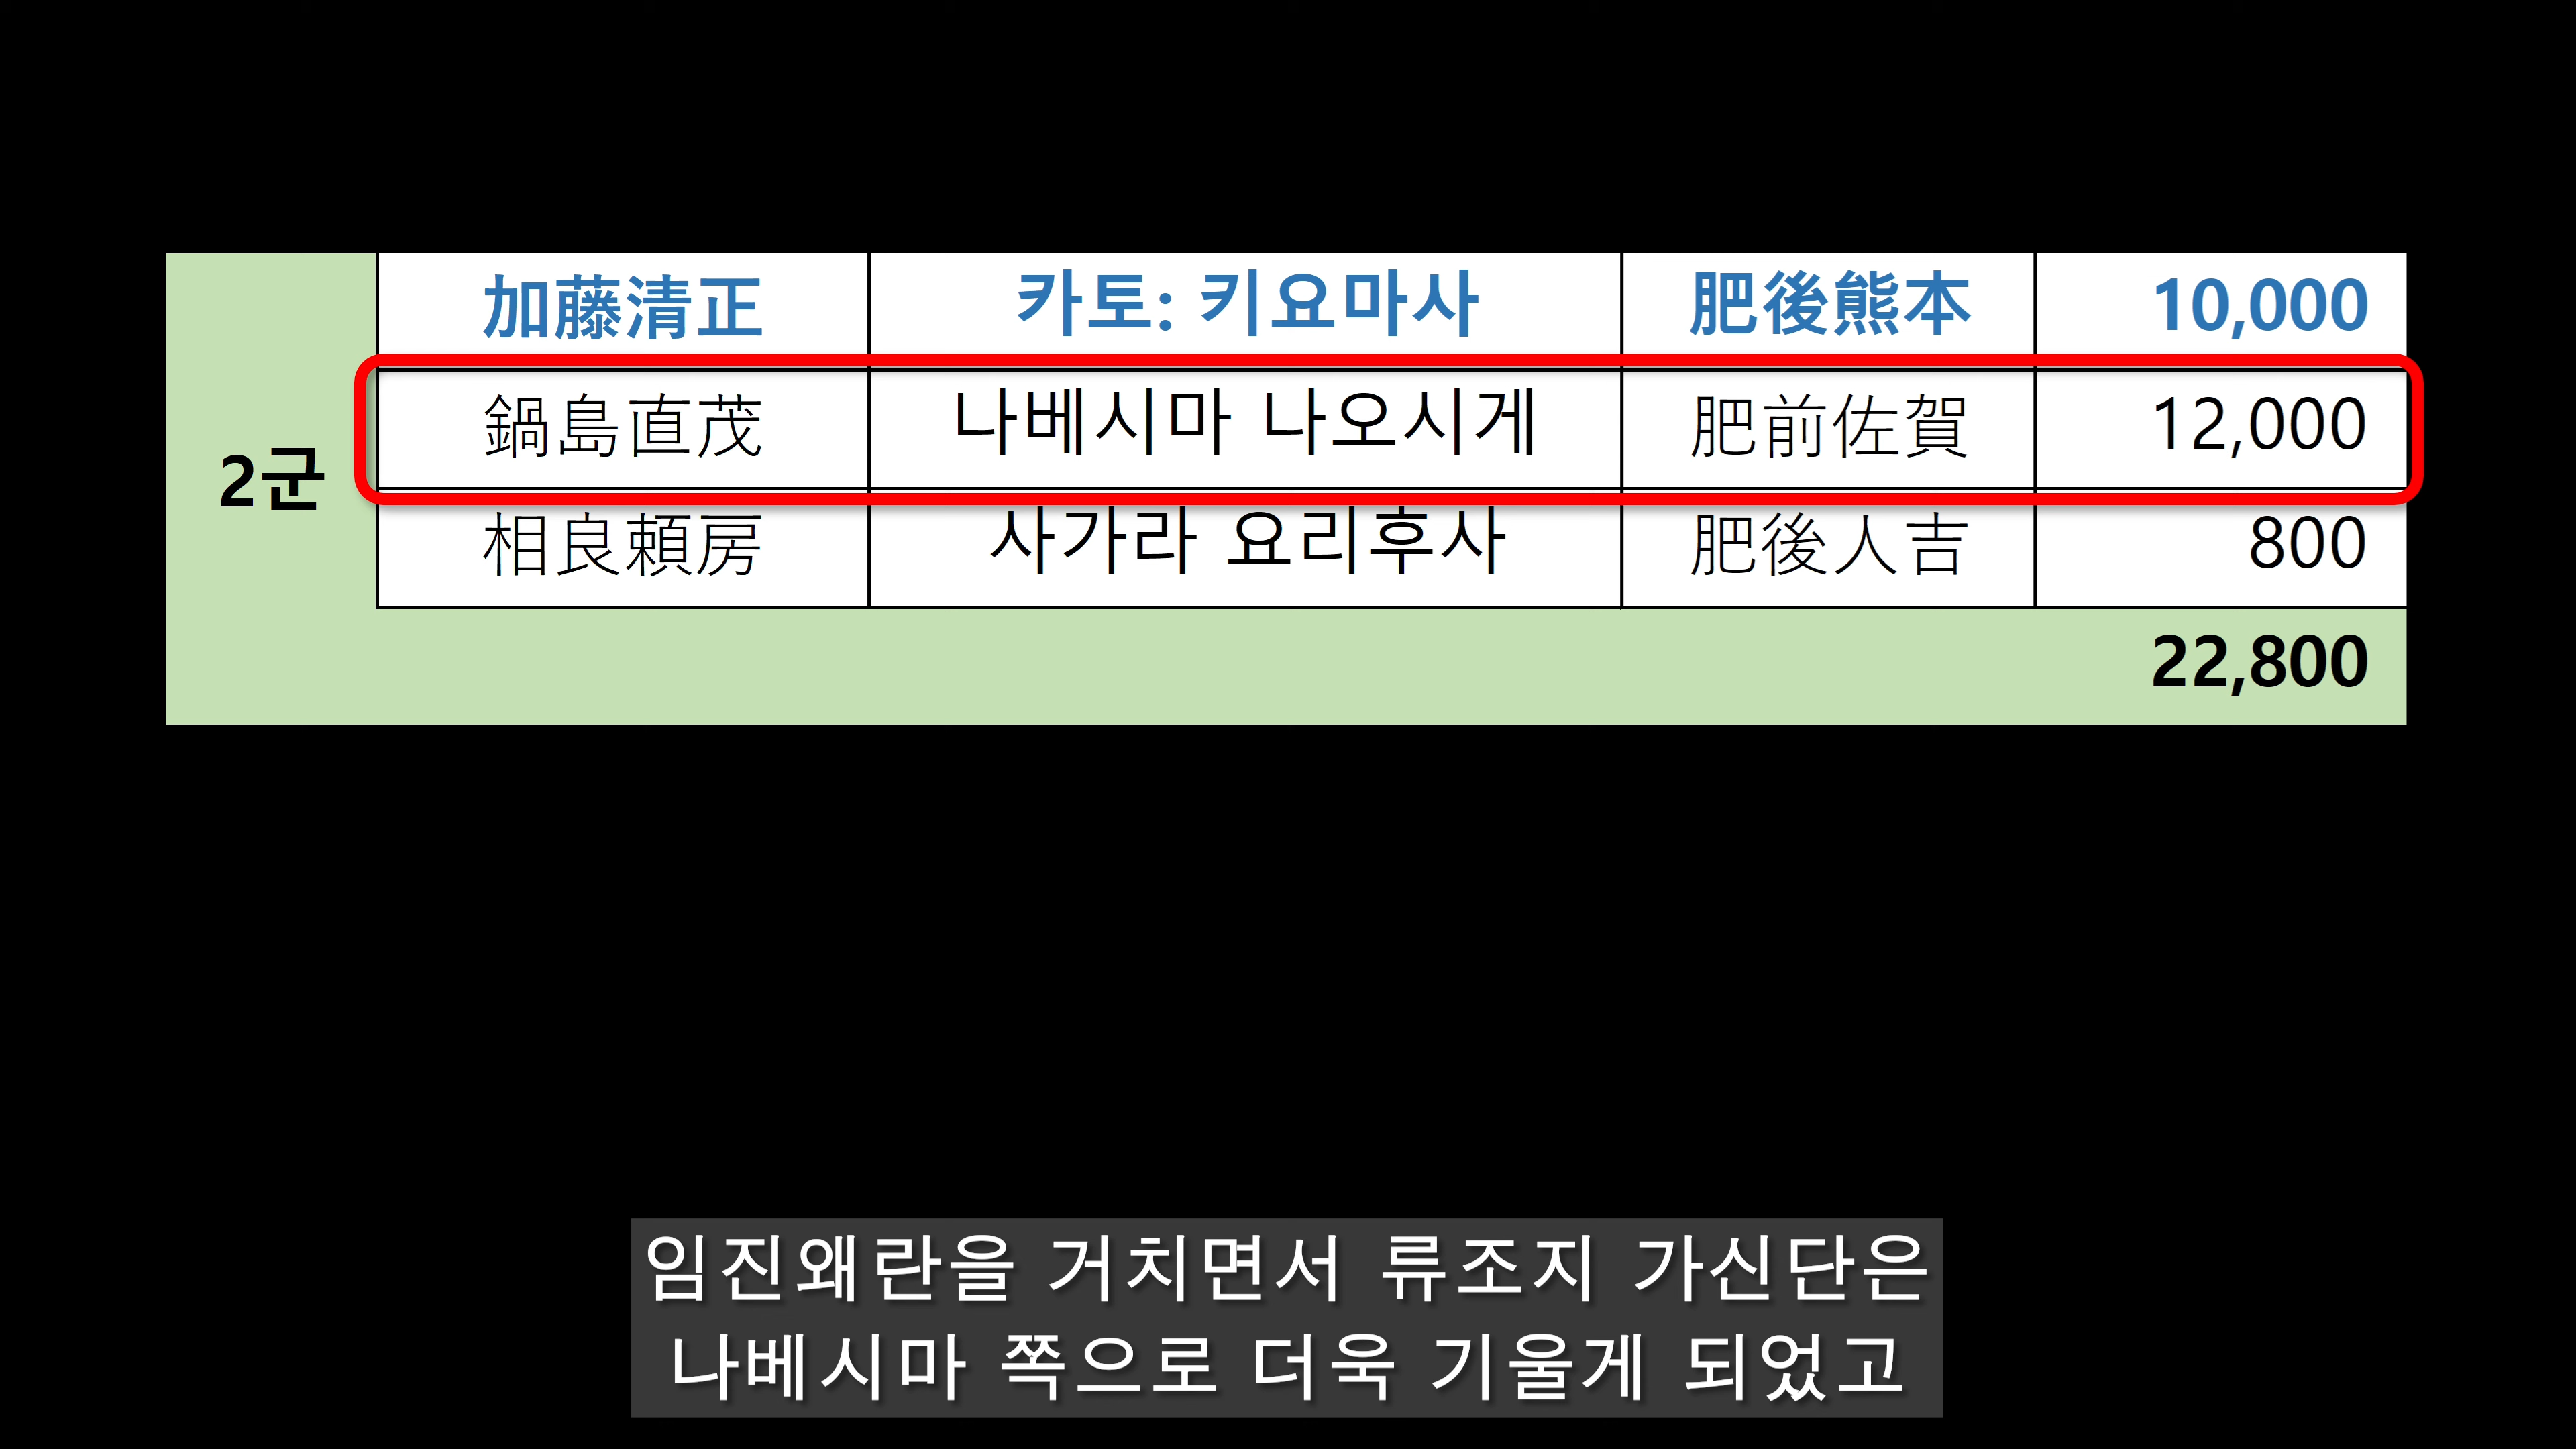 加藤清正 카토: 키요마사 肥後熊本 10,000
鍋島直茂 나베시마 나오시게 肥前佐賀 12,000
2군
相良頼房 사가라 요리후사 肥後人吉 800
22,800
임진왜란을 거치면서 류조지 가신단은
나베시마 쪽으로 더욱 기울게 되었고